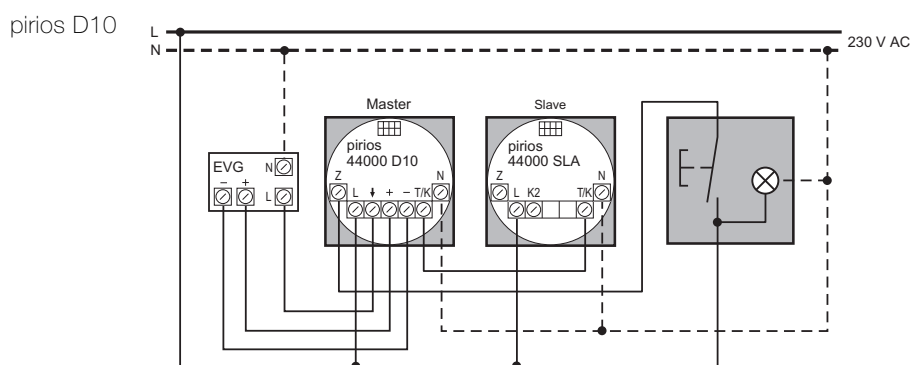 pirios D10
L
N
230 V AC
Master
Slave
EVG N
− +
L
pirios
44000 D10
Z N
L + − T/K
pirios
44000 SLA
Z N
L K2 T/K